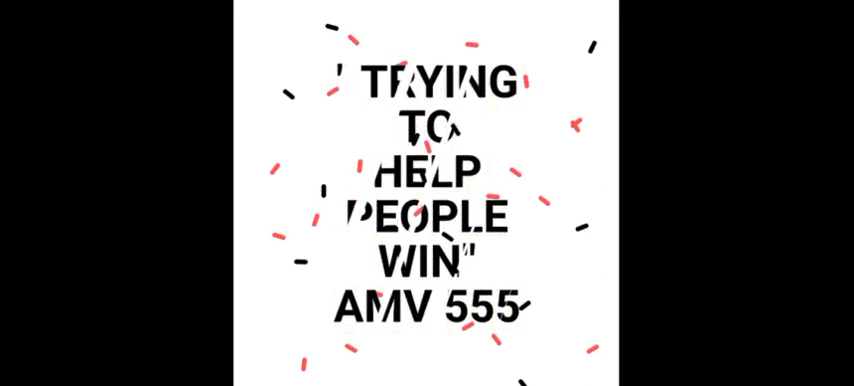 ' TRYING
TO
HELP
PEOPLE
WIN"
AMV 555